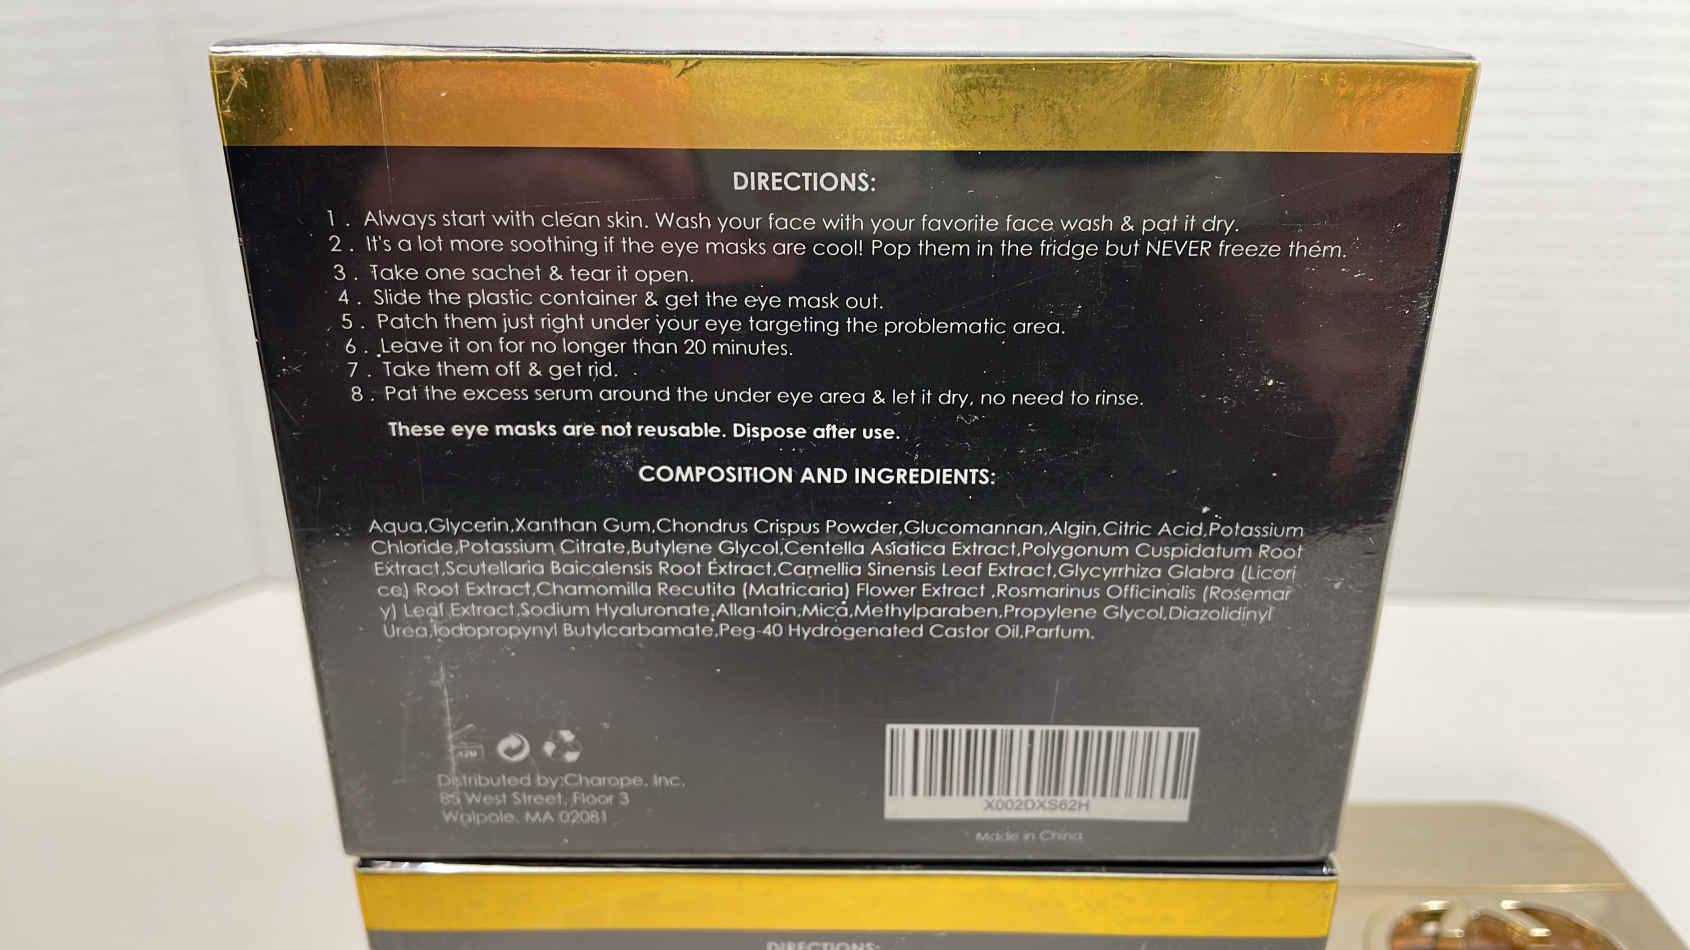 DIRECTIONS:
1 . Always start with clean skin. Wash your face with your favorite face wash & pat it dry.
2 . It's a lot more soothing if the eye masks are cool! Pop them in the fridge but NEVER freeze them.
3 . Take one sachet & tear it open.
4 . Slide the plastic container & get the eye mask out.
5 . Patch them just right under your eye targeting the problematic area.
6 . Leave it on for no longer than 20 minutes.
7 . Take them off & get rid.
8 . Pat the excess serum around the under eye area & let it dry, no need to rinse.
These eye masks are not reusable. Dispose after use.
COMPOSITION AND INGREDIENTS:
Aqua,Glycerin,Xanthan Gum,Chondrus Crispus Powder,Glucomannan,Algin,Citric Acid,Potassium
Chloride,Potassium Citrate,Butylene Glycol,Centella Asiatica Extract,Polygonum Cuspidatum Root
Extract,Scutellaria Baicalensis Root Extract,Camellia Sinensis Leaf Extract,Glycyrrhiza Glabra (Licori
ce) Root Extract,Chamomilla Recutita (Matricaria) Flower Extract ,Rosmarinus Officinalis (Rosemar
y) Leaf Extract,Sodium Hyaluronate,Allantoin,Mica,Methylparaben,Propylene Glycol,Diazolidinyl
Urea,Iodopropynyl Butylcarbamate,Peg-40 Hydrogenated Castor Oil,Parfum.
Distributed by:Charope, Inc.
85 West Street, Floor 3
Walpole, MA 02081
X002DXS62H
Made in China
DIRECTIONS: